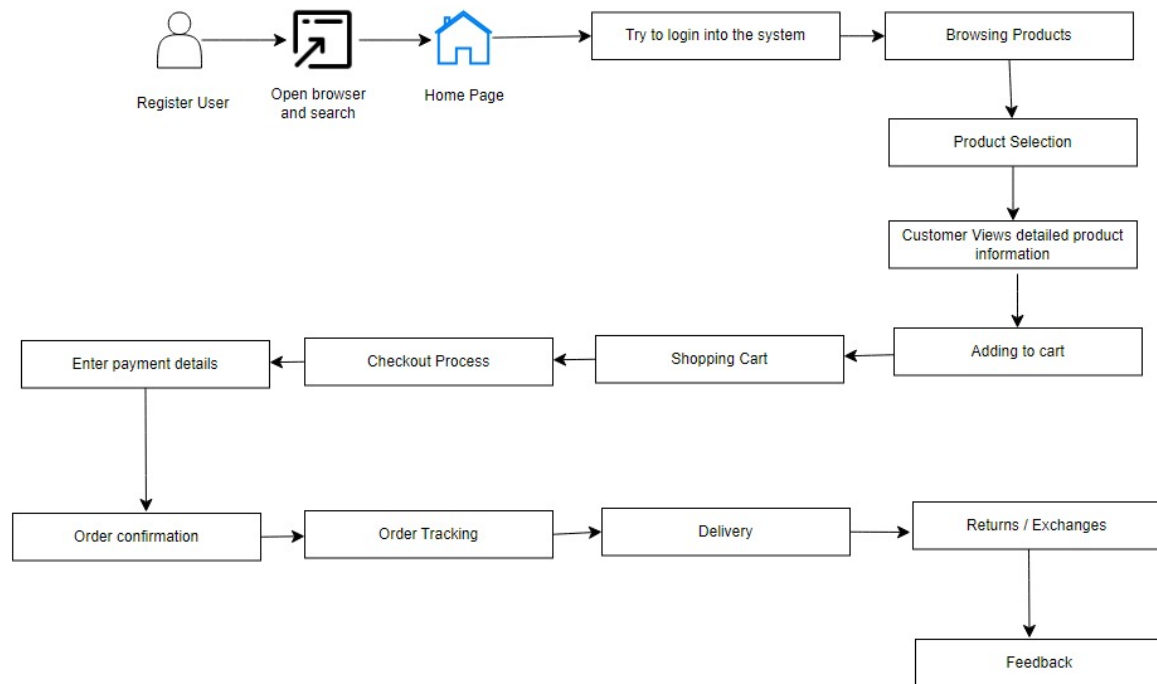 Register User
Open browser
and search
Home Page
Try to login into the system
Browsing Products
Product Selection
Customer Views detailed product
information
Adding to cart
Shopping Cart
Checkout Process
Enter payment details
Order confirmation
Order Tracking
Delivery
Returns / Exchanges
Feedback